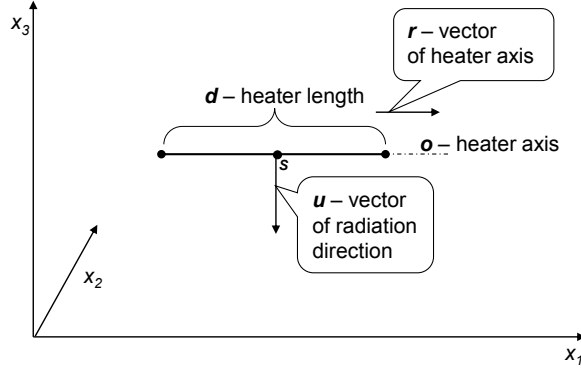 x3
r – vector
of heater axis
d – heater length
o – heater axis
s
u – vector
of radiation
direction
x2
x1